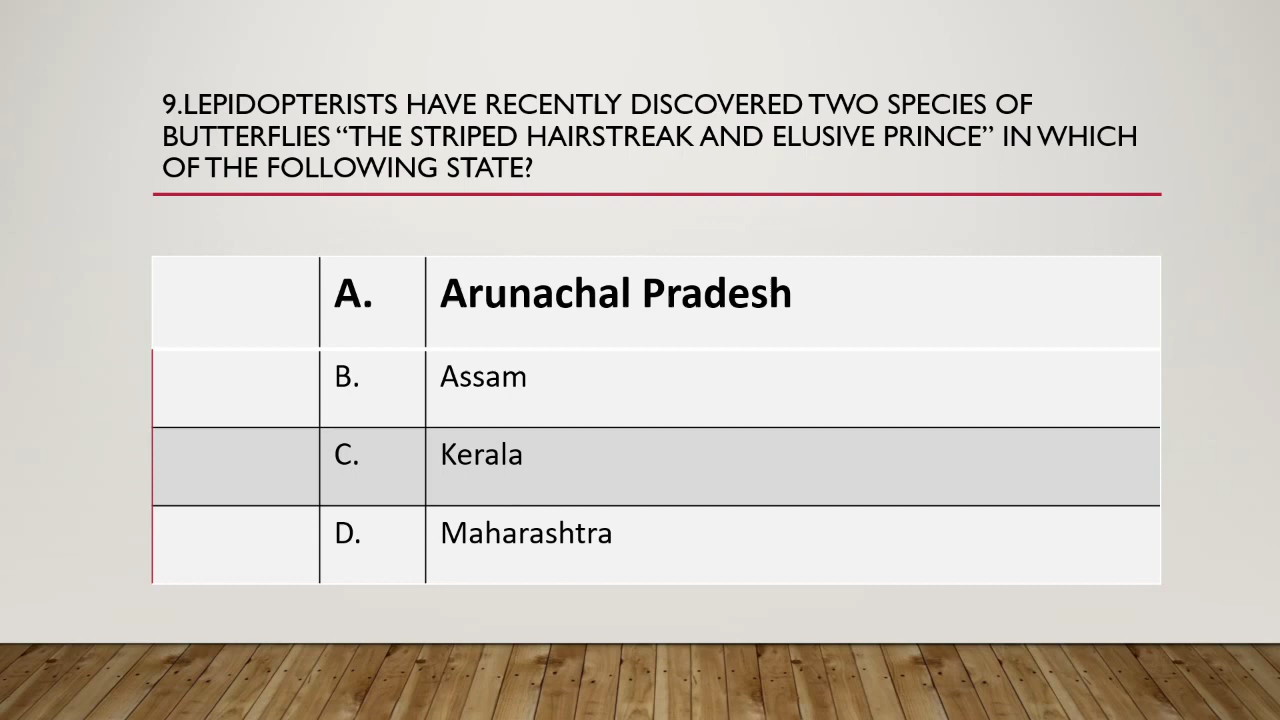 9.LEPIDOPTERISTS HAVE RECENTLY DISCOVERED TWO SPECIES OF
BUTTERFLIES “THE STRIPED HAIRSTREAK AND ELUSIVE PRINCE” IN WHICH
OF THE FOLLOWING STATE?
A. Arunachal Pradesh
B. Assam
C. Kerala
D. Maharashtra